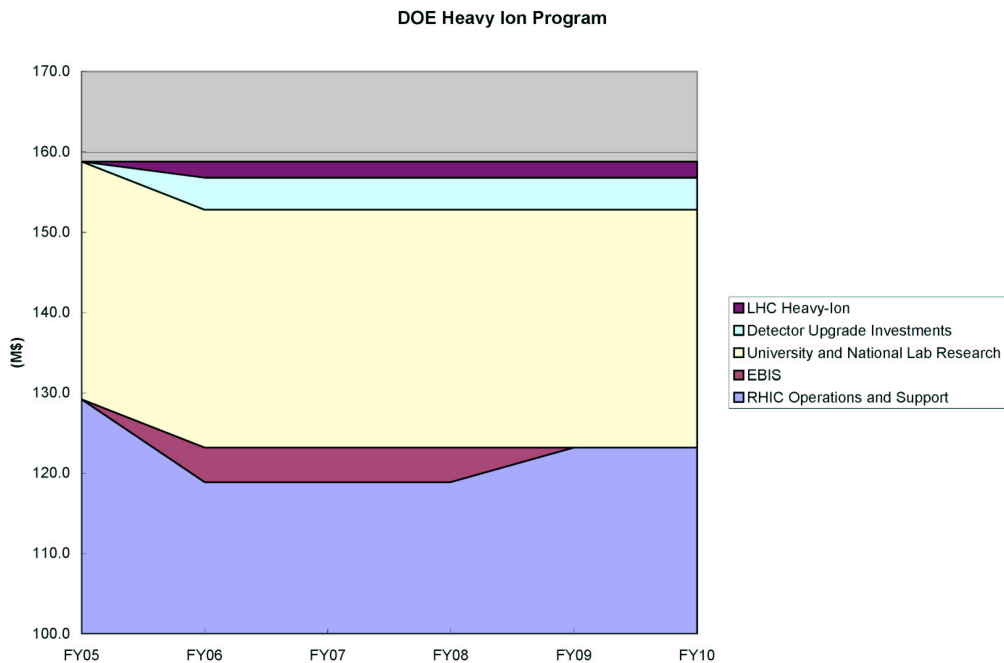 DOE Heavy Ion Program
(M$)
170.0
160.0
150.0
140.0
130.0
120.0
110.0
100.0
FY05 FY06 FY07 FY08 FY09 FY10
LHC Heavy-Ion
Detector Upgrade Investments
University and National Lab Research
EBIS
RHIC Operations and Support